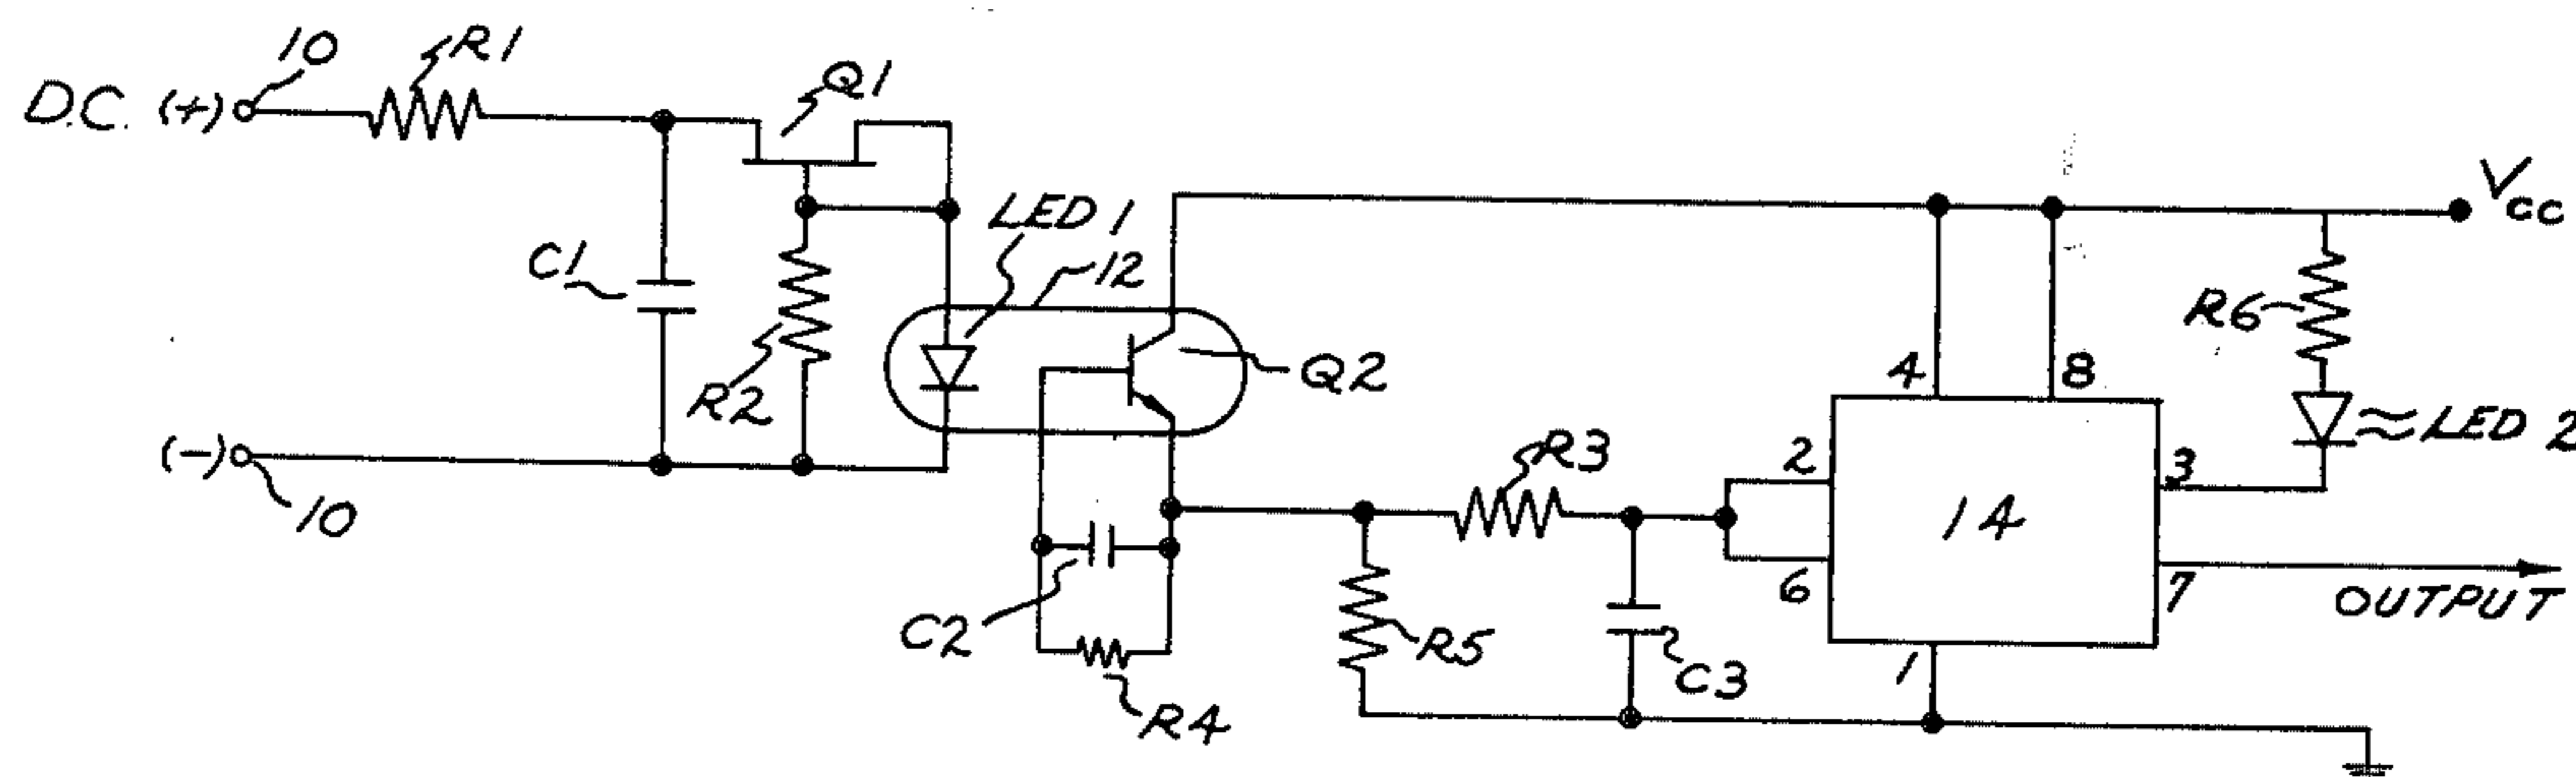 10
R1
Q1
D.C. (+)
VCC
LED 1
12
C1
R6
R2
Q2
4
8
LED 2
(-)
10
R3
2
3
14
6
7
OUTPUT
C2
R5
C3
1
R4